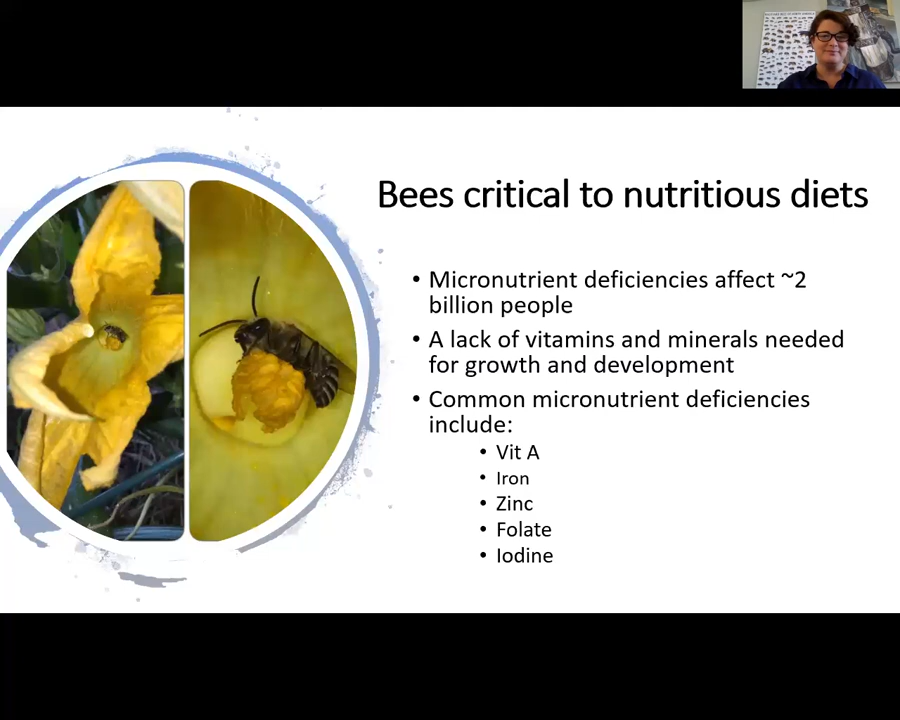 Bees critical to nutritious diets
• Micronutrient deficiencies affect ~2
billion people
• A lack of vitamins and minerals needed
for growth and development
• Common micronutrient deficiencies
include:
• Vit A
• Iron
• Zinc
• Folate
• Iodine